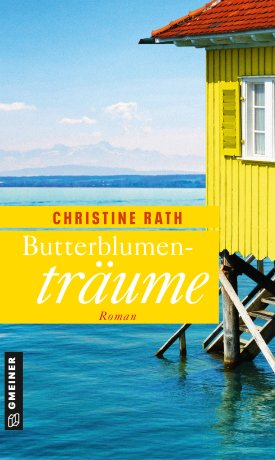 CHRISTINE RATH
Butterblumen-
träume
Roman
GMEINER